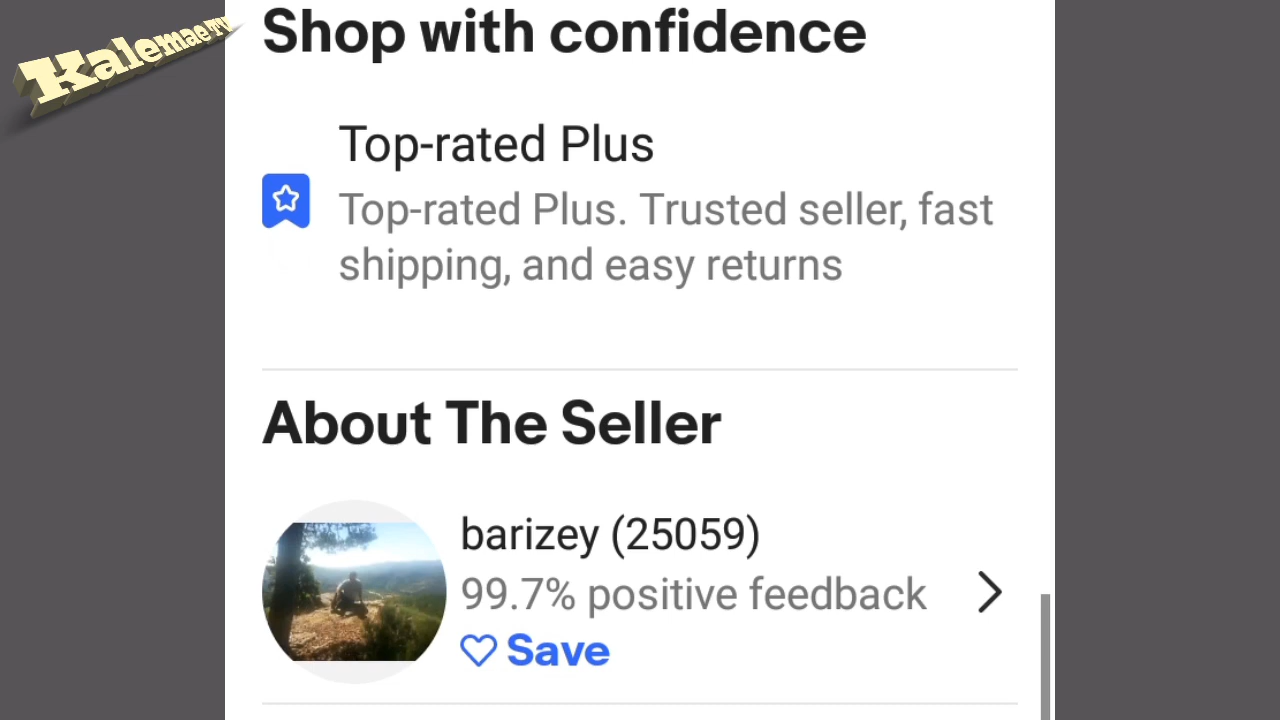 KalemaeTV
Shop with confidence
Top-rated Plus
Top-rated Plus. Trusted seller, fast
shipping, and easy returns
About The Seller
barizey (25059)
99.7% positive feedback
Save